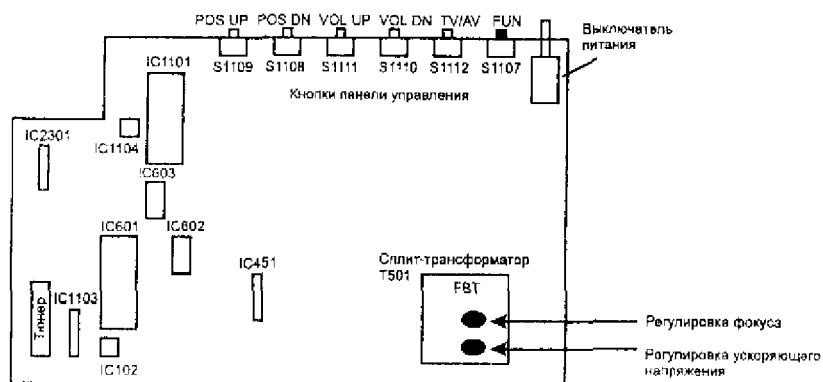 POS UP POS DN VOL UP VOL DN TV/AV FUN
Выключатель
питания
S1109 S1108 S1111 S1110 S1112 S1107
Кнопки панели управления
IC1101
IC2301
IC1104
IC603
IC601
IC602
IC451
Сплит-трансформатор
T501
FBT
Тюнер
IC1103
IC102
Регулировка фокуса
Регулировка ускоряющего
напряжения